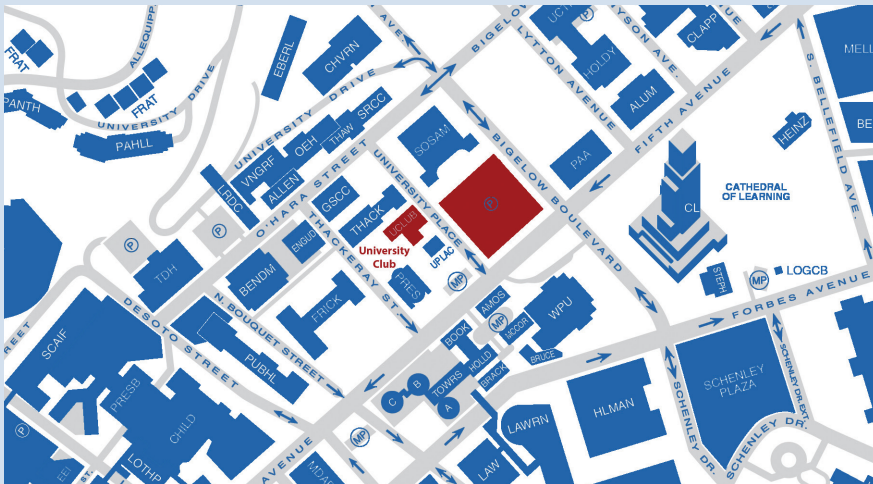 FRAT
FRAT
PANTH
ALLEQUIPP
UNIVERSITY DRIVE
PAHLL
EBERL
CHVRN
UNIVERSITY DRIVE
BIGELOW
LYTTON AVENUE
HOLDY
CLAPP
ALUM
FIFTH AVENUE
S. BELLEFIELD AVE.
MELL
BE
HEINZ
PAA
VNGRF
OEH
THAW
SRCC
ALLEN
LRDC
O'HARA STREET
GSCC
THACK
UCLUB
University
Club
UNIVERSITY PLACE
SOSAM
P
BIGELOW BOULEVARD
CATHEDRAL
OF LEARNING
CL
STEPH
MP
LOGCB
FORBES AVENUE
P
P
TDH
BENDM
ENGUD
THACKERAY ST.
UPLAC
PRES
MP
FRICK
N. BOUQUET STREET
PUBHL
DESOTO STREET
SCAIF
PRESB
CHILD
LOTHP
P
AMOS
BOOK
MP
MCCOR
WPU
BRUCE
HOLLD
BRACK
TOWRS
A
B
C
MP
AVENUE
LAW
LAWRN
HLMAN
SCHENLEY
PLAZA
SCHENLEY DR.
SCHENLEY DR.
SCHENLEY DR. EXT.